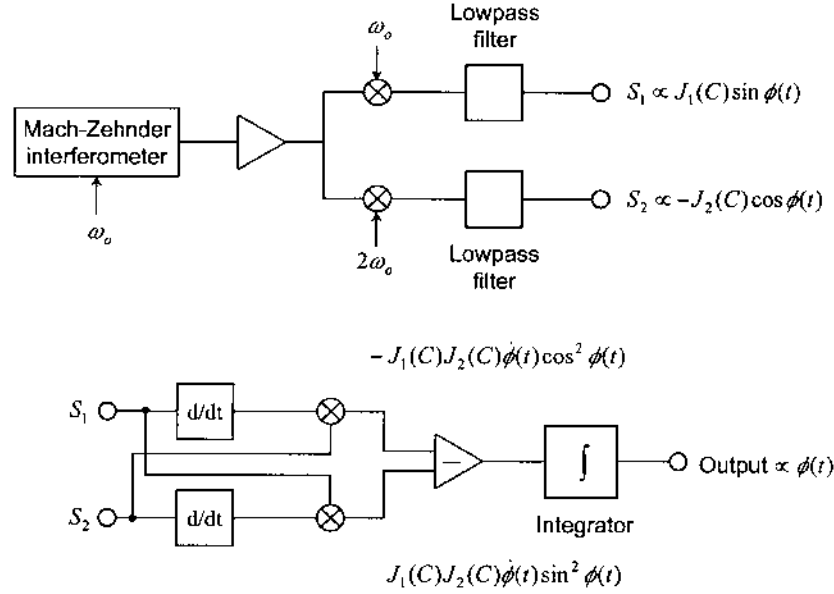 Lowpass
filter
ω_o
S_1 ∝ J_1(C) sin ϕ(t)
Mach-Zehnder
interferometer
ω_o
S_2 ∝ -J_2(C) cos ϕ(t)
2ω_o
Lowpass
filter
- J_1(C)J_2(C)ϕ̇(t) cos² ϕ(t)
S_1
d/dt
−
∫
Output ∝ ϕ(t)
S_2
d/dt
Integrator
J_1(C)J_2(C)ϕ̇(t) sin² ϕ(t)